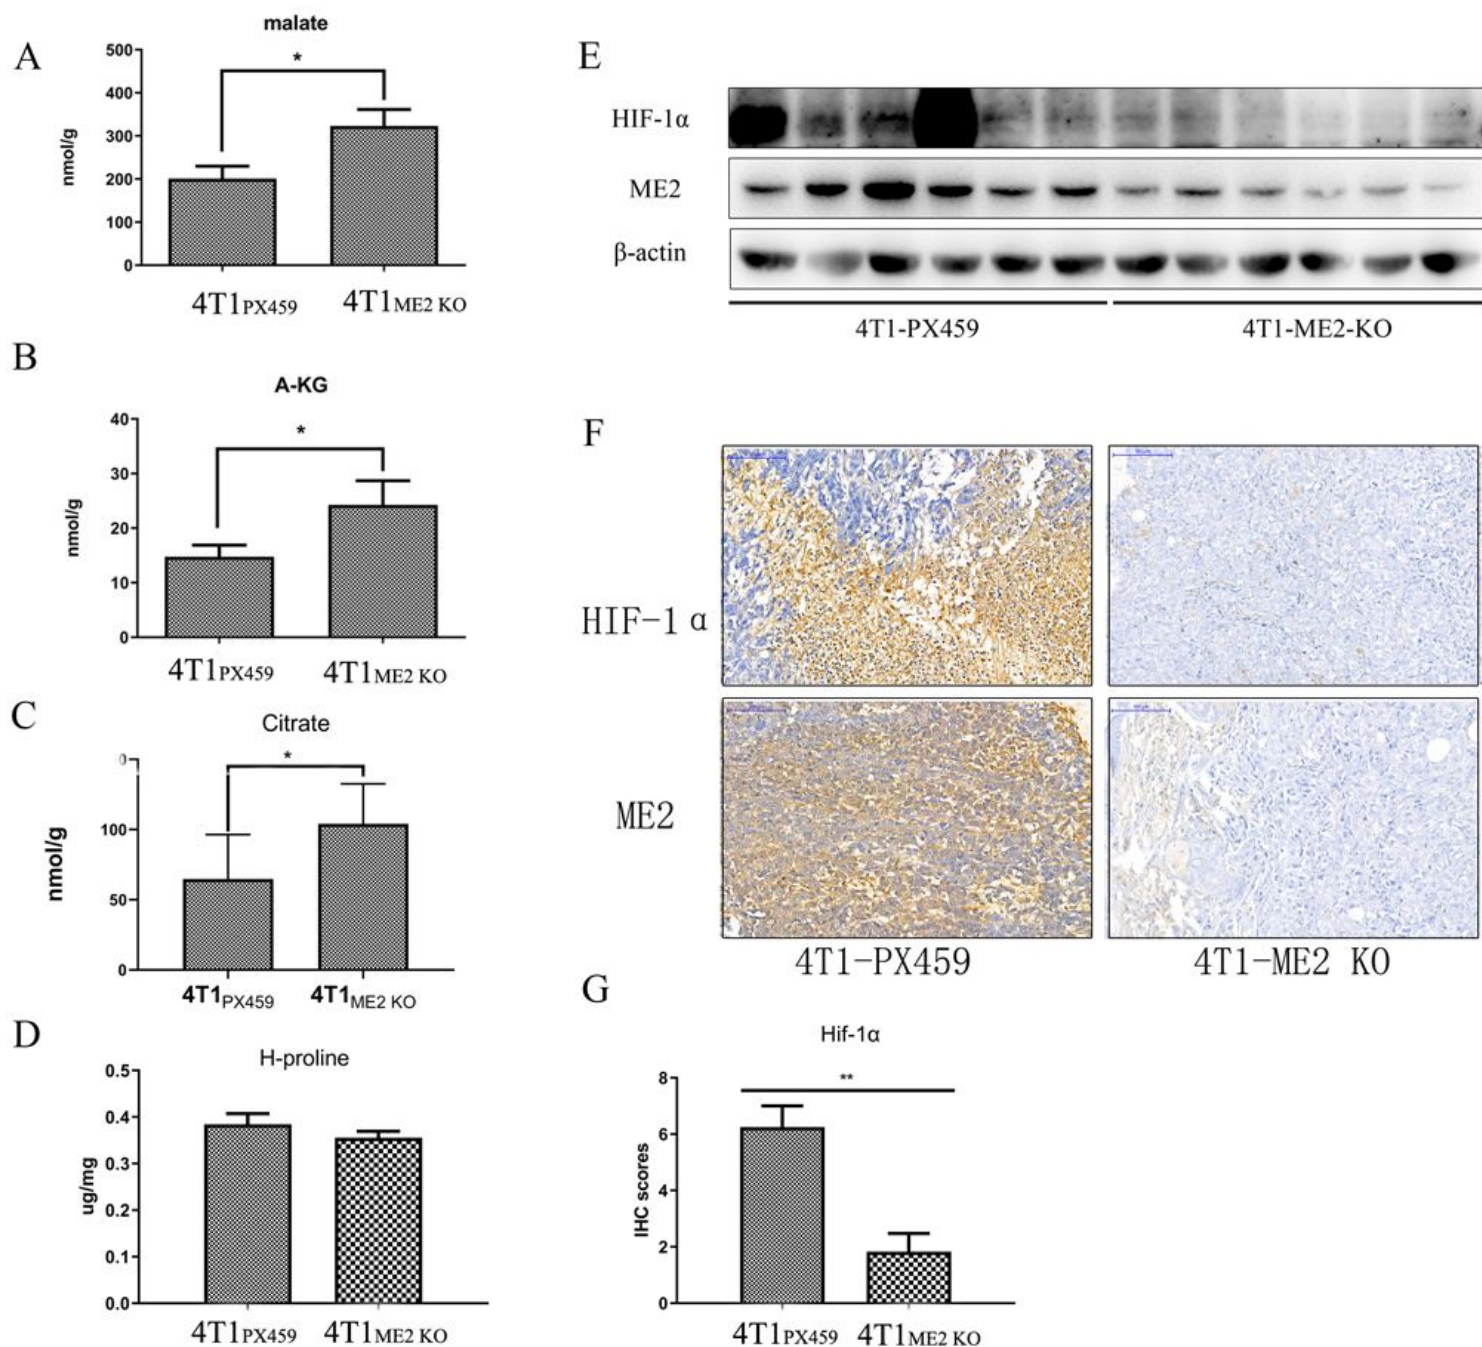 A
malate
500
400
300
200
100
0
nmol/g
*
4T1PX459
4T1ME2 KO
B
A-KG
40
30
20
10
0
nmol/g
*
4T1PX459
4T1ME2 KO
C
Citrate
0
100
50
0
nmol/g
*
4T1PX459
4T1ME2 KO
D
H-proline
0.5
0.4
0.3
0.2
0.1
0.0
ug/mg
4T1PX459
4T1ME2 KO
E
HIF-1α
ME2
β-actin
4T1-PX459
4T1-ME2-KO
F
HIF-1α
ME2
4T1-PX459
4T1-ME2 KO
G
Hif-1α
8
6
4
2
0
IHC scores
**
4T1PX459
4T1ME2 KO